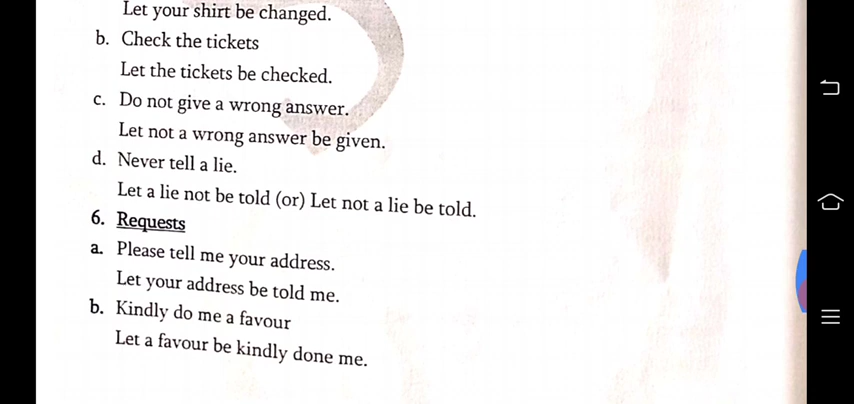 Let your shirt be changed.
b. Check the tickets
Let the tickets be checked.
c. Do not give a wrong answer.
Let not a wrong answer be given.
d. Never tell a lie.
Let a lie not be told (or) Let not a lie be told.
6. Requests
a. Please tell me your address.
Let your address be told me.
b. Kindly do me a favour
Let a favour be kindly done me.